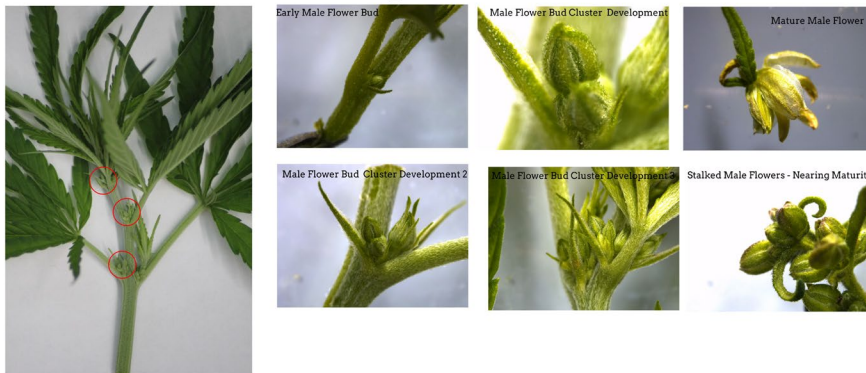 Early Male Flower Bud
Male Flower Bud Cluster Development
Mature Male Flower
Male Flower Bud Cluster Development 2
Male Flower Bud Cluster Development 3
Stalked Male Flowers - Nearing Maturit